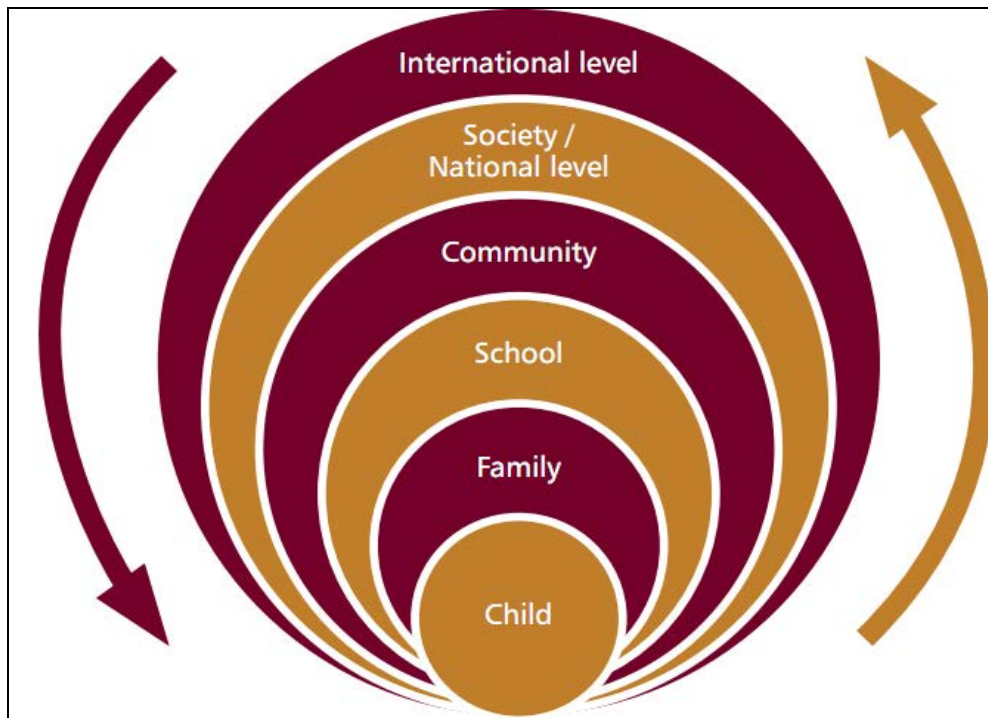 International level
Society /
National level
Community
School
Family
Child